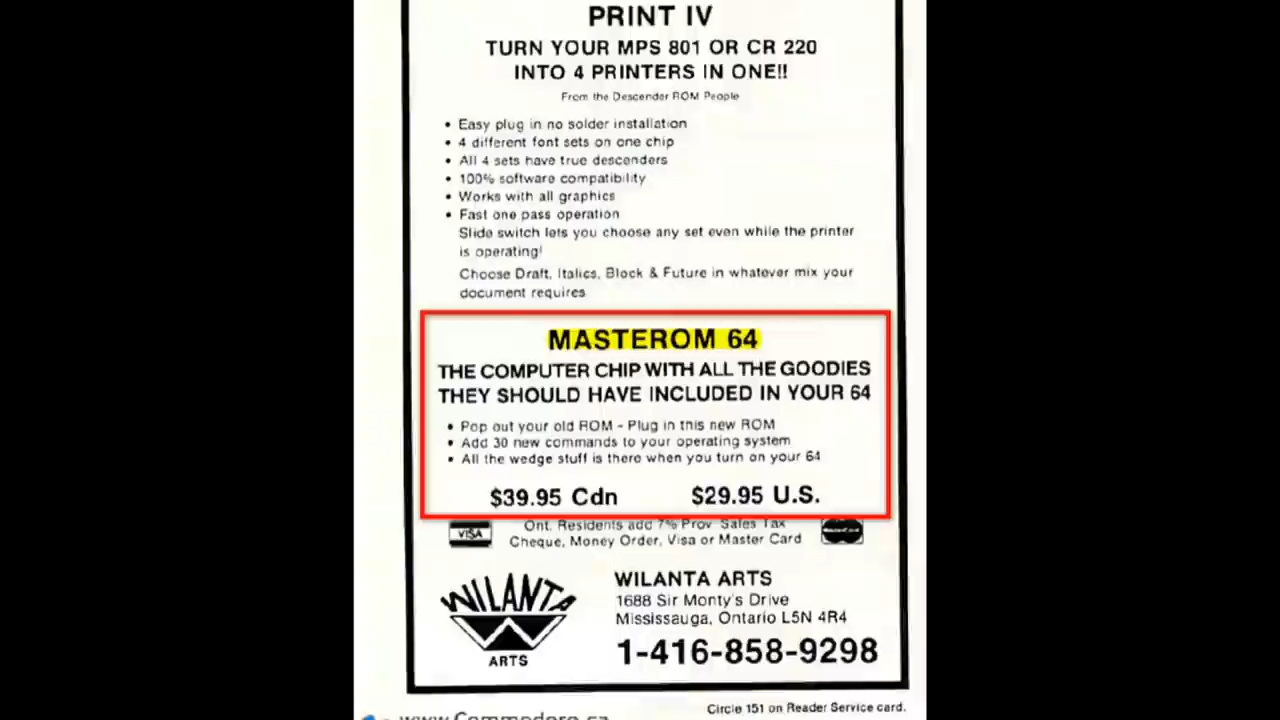 PRINT IV
TURN YOUR MPS 801 OR CR 220
INTO 4 PRINTERS IN ONE!!
From the Descender ROM People
• Easy plug in no solder installation
• 4 different font sets on one chip
• All 4 sets have true descenders
• 100% software compatibility
• Works with all graphics
• Fast one pass operation
Slide switch lets you choose any set even while the printer
is operating!
Choose Draft, Italics, Block & Future in whatever mix your
document requires
MASTEROM 64
THE COMPUTER CHIP WITH ALL THE GOODIES
THEY SHOULD HAVE INCLUDED IN YOUR 64
• Pop out your old ROM - Plug in this new ROM
• Add 30 new commands to your operating system
• All the wedge stuff is there when you turn on your 64
$39.95 Cdn $29.95 U.S.
VISA
Ont. Residents add 7% Prov. Sales Tax
Cheque, Money Order, Visa or Master Card
MasterCard
WILANTA
ARTS
WILANTA ARTS
1688 Sir Monty's Drive
Mississauga, Ontario L5N 4R4
1-416-858-9298
Circle 151 on Reader Service card.
www.Commodore.ca